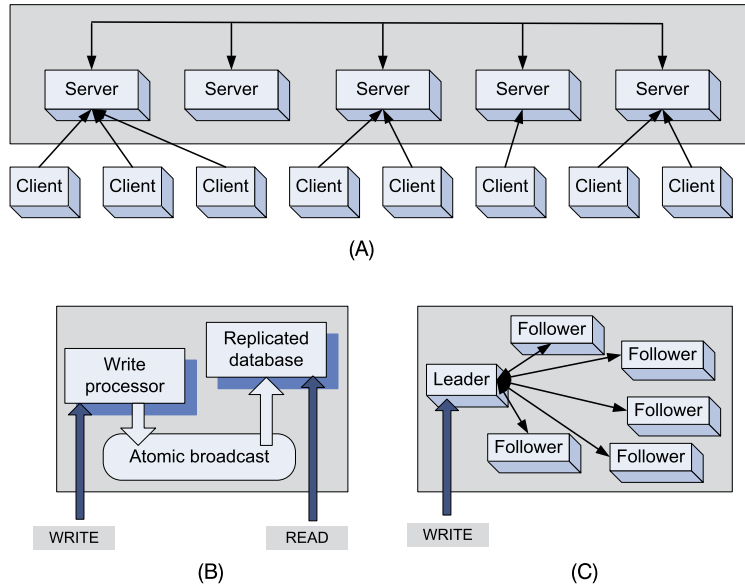 Server Server Server Server Server
Client Client Client Client Client Client Client Client
(A)
Replicated
database
Write
processor
Atomic broadcast
WRITE
READ
(B)
Follower
Follower
Leader
Follower
Follower
Follower
WRITE
(C)